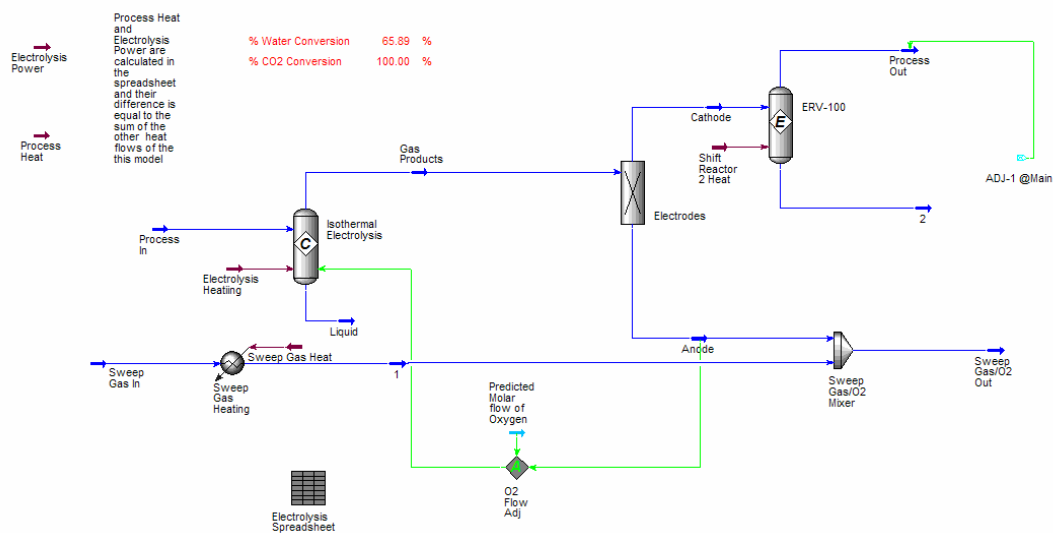 Process Heat
and
Electrolysis
Power are
calculated in
the
spreadsheet
and their
difference is
equal to the
sum of the
other heat
flows of the
this model
% Water Conversion 65.89 %
% CO2 Conversion 100.00 %
Electrolysis
Power
Process
Heat
Process
Out
Cathode
ERV-100
E
Shift
Reactor
2 Heat
ADJ-1 @Main
2
Gas
Products
Electrodes
Process
In
Isothermal
Electrolysis
C
Electrolysis
Heatiing
Liquid
Sweep
Gas In
Sweep Gas Heat
Sweep
Gas
Heating
1
Anode
Sweep
Gas/O2
Mixer
Sweep
Gas/O2
Out
Predicted
Molar
flow of
Oxygen
A
O2
Flow
Adj
Electrolysis
Spreadsheet